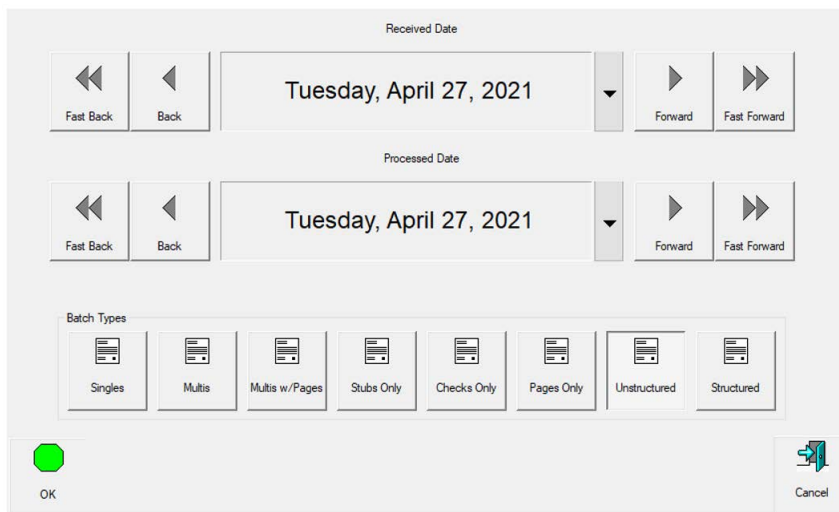 Received Date
Fast Back
Back
Tuesday, April 27, 2021
Forward
Fast Forward
Processed Date
Fast Back
Back
Tuesday, April 27, 2021
Forward
Fast Forward
Batch Types
Singles
Multis
Multis w/Pages
Stubs Only
Checks Only
Pages Only
Unstructured
Structured
OK
Cancel